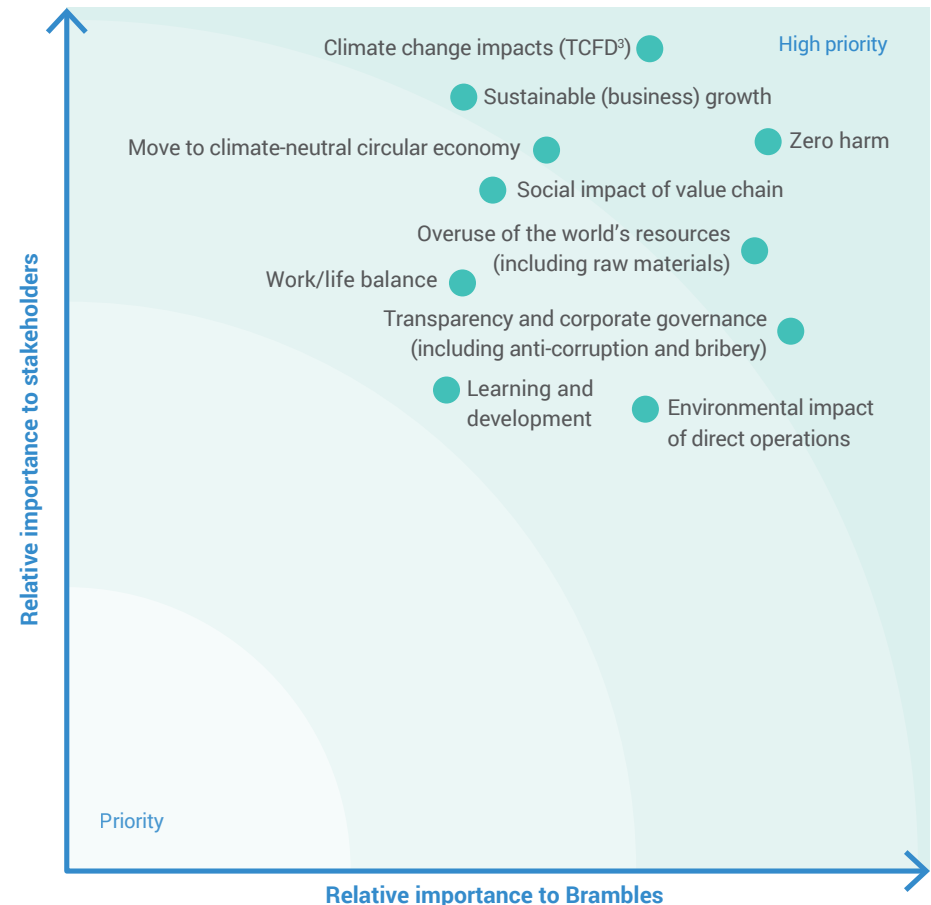 Climate change impacts (TCFD³)
High priority
Sustainable (business) growth
Zero harm
Move to climate-neutral circular economy
Social impact of value chain
Overuse of the world’s resources
(including raw materials)
Work/life balance
Transparency and corporate governance
(including anti-corruption and bribery)
Learning and
development
Environmental impact
of direct operations
Relative importance to stakeholders
Priority
Relative importance to Brambles